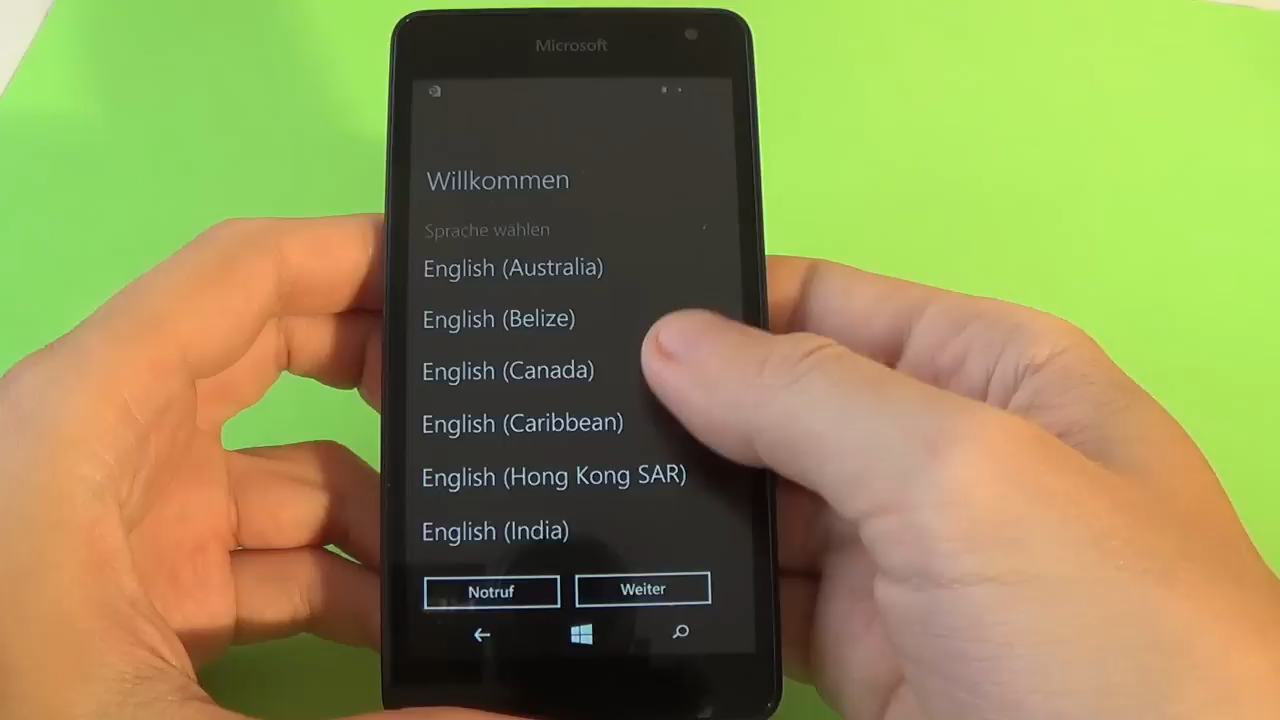 Microsoft
Willkommen
Sprache wählen
English (Australia)
English (Belize)
English (Canada)
English (Caribbean)
English (Hong Kong SAR)
English (India)
Notruf
Weiter